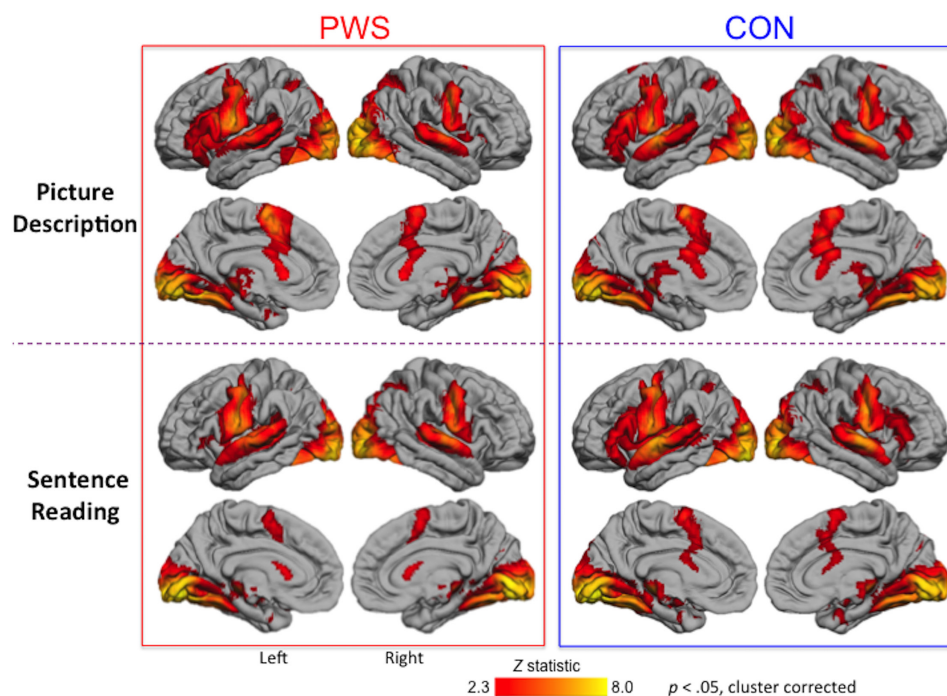 PWS
CON
Picture
Description
Sentence
Reading
Left
Right
Z statistic
2.3
8.0
p < .05, cluster corrected